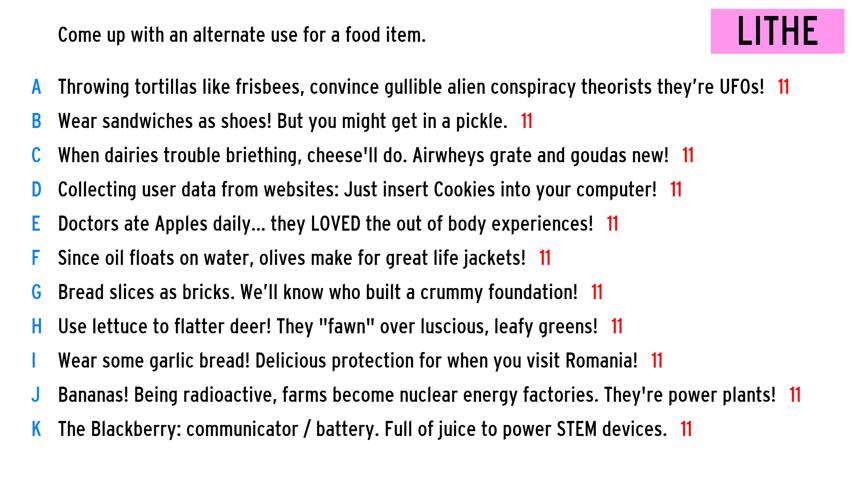 Come up with an alternate use for a food item.
LITHE
A Throwing tortillas like frisbees, convince gullible alien conspiracy theorists they're UFOs! 11
B Wear sandwiches as shoes! But you might get in a pickle. 11
C When dairies trouble briething, cheese'll do. Airwheys grate and goudas new! 11
D Collecting user data from websites: Just insert Cookies into your computer! 11
E Doctors ate Apples daily... they LOVED the out of body experiences! 11
F Since oil floats on water, olives make for great life jackets! 11
G Bread slices as bricks. We'll know who built a crummy foundation! 11
H Use lettuce to flatter deer! They "fawn" over luscious, leafy greens! 11
I Wear some garlic bread! Delicious protection for when you visit Romania! 11
J Bananas! Being radioactive, farms become nuclear energy factories. They're power plants! 11
K The Blackberry: communicator / battery. Full of juice to power STEM devices. 11